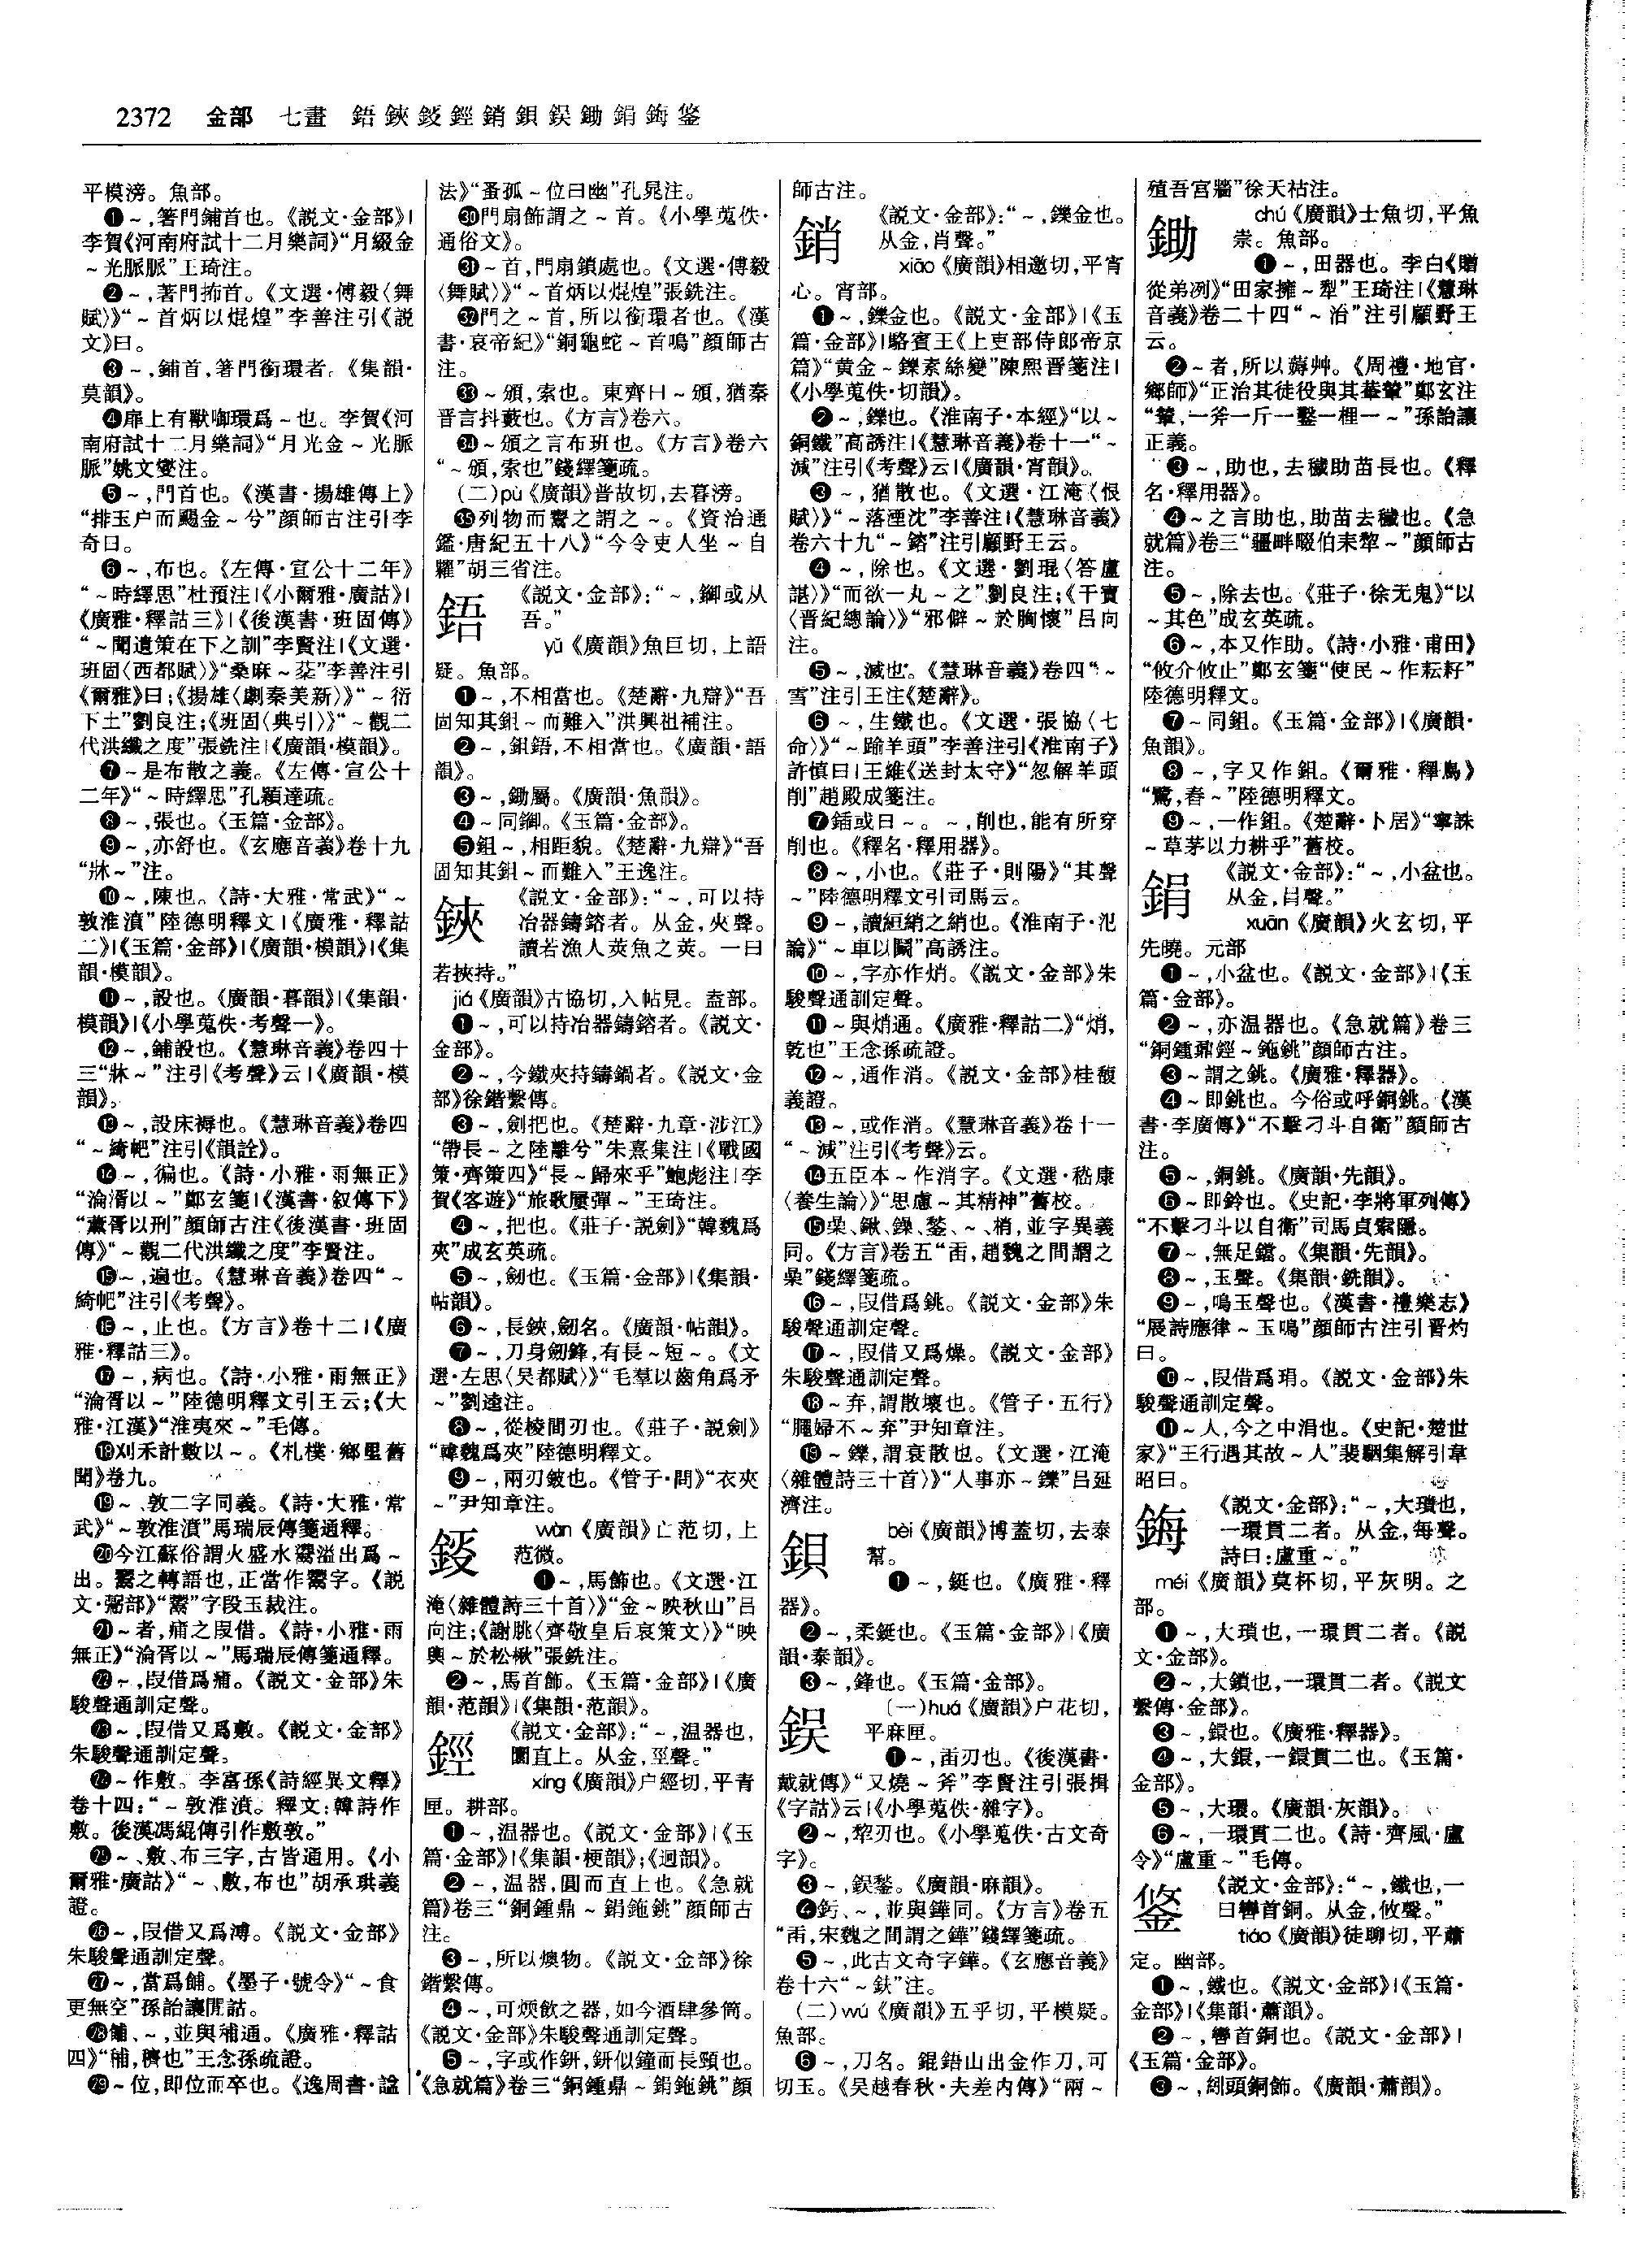 2372 金部 七畫 鋙鋏錽鋞銷鋇鋘鋤鋗鋂鋚
平模滂。魚部。
❶~,箸門鋪首也。《説文·金部》|
李賀《河南府試十二月樂詞》“月綴金
~光脈脈”王琦注。
❷~,著門抪首。《文選·傅毅〈舞
賦〉》“~首炳以焜煌”李善注引《説
文》曰。
❸~,鋪首,箸門銜環者。《集韻·
莫韻》。
❹扉上有獸啣環爲~也。李賀《河
南府試十二月樂詞》“月光金~光脈
脈”姚文燮注。
❺~,門首也。《漢書·揚雄傳上》
“排玉户而颺金~兮”顔師古注引李
奇曰。
❻~,布也。《左傳·宣公十二年》
“~時繹思”杜預注|《小爾雅·廣詁》|
《廣雅·釋詁三》|《後漢書·班固傳》
“~聞遺策在下之訓”李賢注|《文選·
班固〈西都賦〉》“桑麻~棻”李善注引
《爾雅》曰;《揚雄〈劇秦美新〉》“~衍
下土”劉良注;《班固〈典引〉》“~觀二
代洪纖之度”張銑注|《廣韻·模韻》。
❼~是布散之義。《左傳·宣公十
二年》“~時繹思”孔穎達疏。
❽~,張也。《玉篇·金部》。
❾~,亦舒也。《玄應音義》卷十九
“牀~”注。
❿~,陳也。《詩·大雅·常武》“~
敦淮濆”陸德明釋文|《廣雅·釋詁
二》|《玉篇·金部》|《廣韻·模韻》|《集
韻·模韻》。
⓫~,設也。《廣韻·暮韻》|《集韻·
模韻》|《小學蒐佚·考聲一》。
⓬~,鋪設也。《慧琳音義》卷四十
三“牀~”注引《考聲》云|《廣韻·模
韻》。
⓭~,設床褥也。《慧琳音義》卷四
“~綺帊”注引《韻詮》。
⓮~,徧也。《詩·小雅·雨無正》
“淪胥以~”鄭玄箋|《漢書·叙傳下》
“薰胥以刑”顔師古注《後漢書·班固
傳》“~觀二代洪纖之度”李賢注。
⓯~,遍也。《慧琳音義》卷四“~
綺帊”注引《考聲》。
⓰~,止也。《方言》卷十二|《廣
雅·釋詁三》。
⓱~,病也。《詩·小雅·雨無正》
“淪胥以~”陸德明釋文引王云;《大
雅·江漢》“淮夷來~”毛傳。
⓲刈禾計數以~。《札樸·鄉里舊
聞》卷九。
⓳~、敦二字同義。《詩·大雅·常
武》“~敦淮濆”馬瑞辰傳箋通釋。
⓴今江蘇俗謂火盛水鬻溢出爲~
出。鬻之轉語也,正當作鬻字。《説
文·䰜部》“鬻”字段玉裁注。
㉑~者,痡之叚借。《詩·小雅·雨
無正》“淪胥以~”馬瑞辰傳箋通釋。
㉒~,叚借爲痡。《説文·金部》朱
駿聲通訓定聲。
㉓~,叚借又爲敷。《説文·金部》
朱駿聲通訓定聲。
㉔~作敷。李富孫《詩經異文釋》
卷十四:“~敦淮濆。釋文:韓詩作
敷。後漢馮緄傳引作敷敦。”
㉕~、敷、布三字,古皆通用。《小
爾雅·廣詁》“~、敷,布也”胡承珙義
證。
㉖~,叚借又爲溥。《説文·金部》
朱駿聲通訓定聲。
㉗~,當爲餔。《墨子·號令》“~食
更無空”孫詒讓閒詁。
㉘䩉、~,並與䋠通。《廣雅·釋詁
四》“䋠,穧也”王念孫疏證。
㉙~位,即位而卒也。《逸周書·謚
法》“蚤孤~位曰幽”孔晁注。
㉚門扇飾謂之~首。《小學蒐佚·
通俗文》。
㉛~首,門扇鎖處也。《文選·傅毅
〈舞賦〉》“~首炳以焜煌”張銑注。
㉜門之~首,所以銜環者也。《漢
書·哀帝紀》“銅龜蛇~首鳴”顔師古
注。
㉝~頒,索也。東齊曰~頒,猶秦
晉言抖藪也。《方言》卷六。
㉞~頒之言布班也。《方言》卷六
“~頒,索也”錢繹箋疏。
(二)pù《廣韻》普故切,去暮滂。
㉟列物而鬻之謂之~。《資治通
鑑·唐紀五十八》“今令吏人坐~自
糶”胡三省注。
鋙 《説文·金部》:“~,鋤或从
吾。”
yǔ《廣韻》魚巨切,上語
疑。魚部。
❶~,不相當也。《楚辭·九辯》“吾
固知其鉏~而難入”洪興祖補注。
❷~,鉏鋙,不相當也。《廣韻·語
韻》。
❸~,鋤屬。《廣韻·魚韻》。
❹~同鋤。《玉篇·金部》。
❺鉏~,相距貌。《楚辭·九辯》“吾
固知其鉏~而難入”王逸注。
鋏 《説文·金部》:“~,可以持
冶器鑄鎔者。从金,夾聲。
讀若漁人莢魚之莢。一曰
若挾持。”
jiá《廣韻》古協切,入帖見。盍部。
❶~,可以持冶器鑄鎔者。《説文·
金部》。
❷~,今鐵夾持鑄鍋者。《説文·金
部》徐鍇繫傳。
❸~,劍把也。《楚辭·九章·涉江》
“帶長~之陸離兮”朱熹集注|《戰國
策·齊策四》“長~歸來乎”鮑彪注|李
賀《客遊》“旅歌屢彈~”王琦注。
❹~,把也。《莊子·説劍》“韓魏爲
夾”成玄英疏。
❺~,劒也。《玉篇·金部》|《集韻·
帖韻》。
❻~,長鋏,劒名。《廣韻·帖韻》。
❼~,刀身劒鋒,有長~短~。《文
選·左思〈吴都賦〉》“毛羣以齒角爲矛
~”劉逵注。
❽~,從棱間刃也。《莊子·説劍》
“韓魏爲夾”陸德明釋文。
❾~,兩刃鈹也。《管子·問》“衣夾
~”尹知章注。
錽 wàn《廣韻》亡范切,上
范微。
❶~,馬飾也。《文選·江
淹〈雜體詩三十首〉》“金~映秋山”吕
向注;《謝朓〈齊敬皇后哀策文〉》“映
輿~於松楸”張銑注。
❷~,馬首飾。《玉篇·金部》|《廣
韻·范韻》|《集韻·范韻》。
鋞 《説文·金部》:“~,温器也,
圜直上。从金,巠聲。”
xíng《廣韻》户經切,平青
匣。耕部。
❶~,温器也。《説文·金部》|《玉
篇·金部》|《集韻·梗韻》;《迥韻》。
❷~,温器,圓而直上也。《急就
篇》卷三“銅鍾鼎~鋗鉇銚”顔師古
注。
❸~,所以燠物。《説文·金部》徐
鍇繫傳。
❹~,可煗飲之器,如今酒肆參筩。
《説文·金部》朱駿聲通訓定聲。
❺~,字或作鈃,鈃似鐘而長頸也。
《急就篇》卷三“銅鍾鼎~鋗鉇銚”顔
師古注。
銷 《説文·金部》:“~,鑠金也。
从金,肖聲。”
xiāo《廣韻》相邀切,平宵
心。宵部。
❶~,鑠金也。《説文·金部》|《玉
篇·金部》|駱賓王《上吏部侍郎帝京
篇》“黄金~鑠素絲變”陳熙晋箋注|
《小學蒐佚·切韻》。
❷~,鑠也。《淮南子·本經》“以~
銅鐵”高誘注|《慧琳音義》卷十一“~
減”注引《考聲》云|《廣韻·宵韻》。
❸~,猶散也。《文選·江淹〈恨
賦〉》“~落湮沈”李善注|《慧琳音義》
卷六十九“~鎔”注引顧野王云。
❹~,除也。《文選·劉琨〈答盧
諶〉》“而欲一丸~之”劉良注;《干寶
〈晋紀總論〉》“邪僻~於胸懷”吕向
注。
❺~,滅也。《慧琳音義》卷四“~
雪”注引王注《楚辭》。
❻~,生鐵也。《文選·張協〈七
命〉》“~踰羊頭”李善注引《淮南子》
許慎曰|王維《送封太守》“忽解羊頭
削”趙殿成箋注。
❼鍤或曰~。~,削也,能有所穿
削也。《釋名·釋用器》。
❽~,小也。《莊子·則陽》“其聲
~”陸德明釋文引司馬云。
❾~,讀絙綃之綃也。《淮南子·氾
論》“~車以鬭”高誘注。
❿~,字亦作焇。《説文·金部》朱
駿聲通訓定聲。
⓫~與焇通。《廣雅·釋詁二》“焇,
乾也”王念孫疏證。
⓬~,通作消。《説文·金部》桂馥
義證。
⓭~,或作消。《慧琳音義》卷十一
“~減”注引《考聲》云。
⓮五臣本~作消字。《文選·嵇康
〈養生論〉》“思慮~其精神”舊校。
⓯喿、鍬、鐰、鍫、~、梢,並字異義
同。《方言》卷五“臿,趙魏之間謂之
喿”錢繹箋疏。
⓰~,叚借爲銚。《説文·金部》朱
駿聲通訓定聲。
⓱~,叚借又爲燥。《説文·金部》
朱駿聲通訓定聲。
⓲~弃,謂散壞也。《管子·五行》
“䐗婦不~弃”尹知章注。
⓳~鑠,謂衰散也。《文選·江淹
〈雜體詩三十首〉》“人事亦~鑠”吕延
濟注。
鋇 bèi《廣韻》博蓋切,去泰
幫。
❶~,鋌也。《廣雅·釋
器》。
❷~,柔鋌也。《玉篇·金部》|《廣
韻·泰韻》。
❸~,鋒也。《玉篇·金部》。
鋘 (一)huá《廣韻》户花切,
平麻匣。
❶~,臿刃也。《後漢書·
戴就傳》“又燒~斧”李賢注引張揖
《字詁》云|《小學蒐佚·雜字》。
❷~,犂刃也。《小學蒐佚·古文奇
字》。
❸~,鋘鍫。《廣韻·麻韻》。
❹釫、~,並與鏵同。《方言》卷五
“臿,宋魏之間謂之鏵”錢繹箋疏。
❺~,此古文奇字鏵。《玄應音義》
卷十六“~鈇”注。
(二)wú《廣韻》五乎切,平模疑。
魚部。
❻~,刀名。錕鋙山出金作刀,可
切玉。《吴越春秋·夫差内傳》“兩~
殖吾宫牆”徐天祜注。
鋤 chú《廣韻》士魚切,平魚
崇。魚部。
❶~,田器也。李白《贈
從弟冽》“田家擁~犁”王琦注|《慧琳
音義》卷二十四“~治”注引顧野王
云。
❷~者,所以薅艸。《周禮·地官·
鄉師》“正治其徒役與其輂輦”鄭玄注
“輦,一斧一斤一鑿一梩一~”孫詒讓
正義。
❸~,助也,去穢助苗長也。《釋
名·釋用器》。
❹~之言助也,助苗去穢也。《急
就篇》卷三“疆畔畷伯耒犂~”顔師古
注。
❺~,除去也。《莊子·徐无鬼》“以
~其色”成玄英疏。
❻~,本又作助。《詩·小雅·甫田》
“攸介攸止”鄭玄箋“使民~作耘耔”
陸德明釋文。
❼~同鉏。《玉篇·金部》|《廣韻·
魚韻》。
❽~,字又作鉏。《爾雅·釋鳥》
“鷺,舂~”陸德明釋文。
❾~,一作鉏。《楚辭·卜居》“寧誅
~草茅以力耕乎”舊校。
鋗 《説文·金部》:“~,小盆也。
从金,肙聲。”
xuān《廣韻》火玄切,平
先曉。元部
❶~,小盆也。《説文·金部》|《玉
篇·金部》。
❷~,亦温器也。《急就篇》卷三
“銅鍾鼎鋞~鉇銚”顔師古注。
❸~謂之銚。《廣雅·釋器》。
❹~即銚也。今俗或呼銅銚。《漢
書·李廣傳》“不擊刁斗自衛”顔師古
注。
❺~,銅銚。《廣韻·先韻》。
❻~即鈴也。《史記·李將軍列傳》
“不擊刁斗以自衛”司馬貞索隱。
❼~,無足鐺。《集韻·先韻》。
❽~,玉聲。《集韻·銑韻》。
❾~,鳴玉聲也。《漢書·禮樂志》
“展詩應律~玉鳴”顔師古注引晋灼
曰。
❿~,叚借爲琄。《説文·金部》朱
駿聲通訓定聲。
⓫~人,今之中涓也。《史記·楚世
家》“王行遇其故~人”裴駰集解引韋
昭曰。
鋂 《説文·金部》:“~,大瑣也,
一環貫二者。从金,每聲。
詩曰:盧重~。”
méi《廣韻》莫杯切,平灰明。之
部。
❶~,大瑣也,一環貫二者。《説
文·金部》。
❷~,大鎖也,一環貫二者。《説文
繫傳·金部》。
❸~,鐶也。《廣雅·釋器》。
❹~,大鐶,一鐶貫二也。《玉篇·
金部》。
❺~,大環。《廣韻·灰韻》。
❻~,一環貫二也。《詩·齊風·盧
令》“盧重~”毛傳。
鋚 《説文·金部》:“~,鐵也,一
曰轡首銅。从金,攸聲。”
tiáo《廣韻》徒聊切,平蕭
定。幽部。
❶~,鐵也。《説文·金部》|《玉篇·
金部》|《集韻·蕭韻》。
❷~,轡首銅也。《説文·金部》|
《玉篇·金部》。
❸~,紖頭銅飾。《廣韻·蕭韻》。